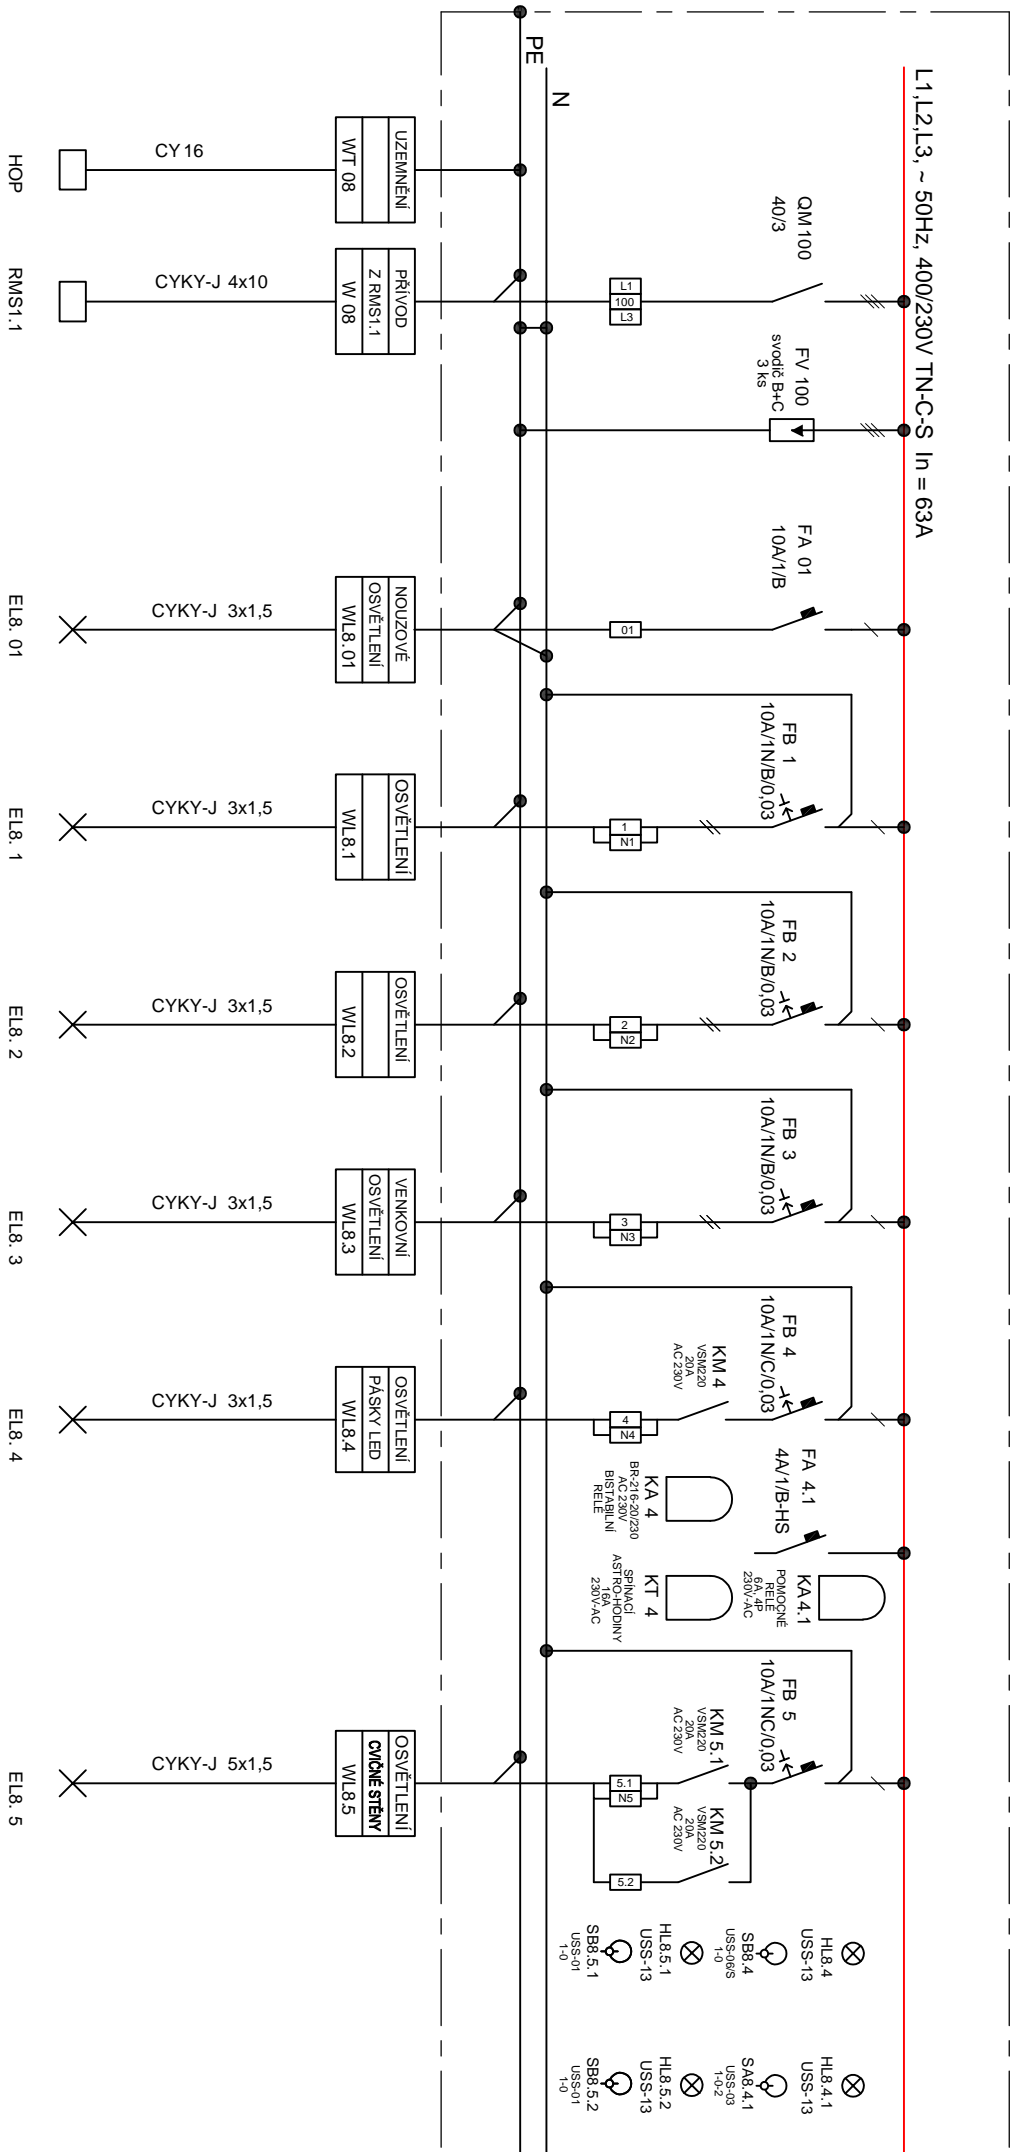 L1,L2,L3, ~ 50Hz, 400/230V TN-C-S In = 63A
PE
N
UZEMNĚNÍ
WT 08
CY 16
HOP
QM 100
40/3
L1
100
L3
PŘÍVOD
Z RMS1.1
W 08
CYKY-J 4x10
RMS1.1
FV 100
svodič B+C
3 ks
FA 01
10A/1/B
01
NOUZOVÉ
OSVĚTLENÍ
WL8.01
CYKY-J 3x1,5
EL8. 01
FB 1
10A/1N/B/0,03
1
N1
OSVĚTLENÍ
WL8.1
CYKY-J 3x1,5
EL8. 1
FB 2
10A/1N/B/0,03
2
N2
OSVĚTLENÍ
WL8.2
CYKY-J 3x1,5
EL8. 2
FB 3
10A/1N/B/0,03
3
N3
VENKOVNÍ
OSVĚTLENÍ
WL8.3
CYKY-J 3x1,5
EL8. 3
FB 4
10A/1N/C/0,03
KM 4
VSM220
20A
AC 230V
4
N4
OSVĚTLENÍ
PÁSKY LED
WL8.4
CYKY-J 3x1,5
EL8. 4
FA 4.1
4A/1/B-HS
KA 4
BR-216-20/230
AC 230V
BISTABILNÍ
RELÉ
KA 4.1
POMOCNÉ
RELÉ
6A, 4P
230V-AC
KT 4
SPÍNACÍ
ASTRO-HODINY
16A
230V-AC
FB 5
10A/1NC/0,03
KM 5.1
VSM220
20A
AC 230V
KM 5.2
VSM220
20A
AC 230V
5.1
N5
5.2
OSVĚTLENÍ
CVIČNÉ STĚNY
WL8.5
CYKY-J 5x1,5
EL8. 5
HL8.4
USS-13
SB8.4
USS-06/S
1-0
HL8.5.1
USS-13
SB8.5.1
USS-01
1-0
HL8.4.1
USS-13
SA8.4.1
USS-03
1-0-2
HL8.5.2
USS-13
SB8.5.2
USS-01
1-0